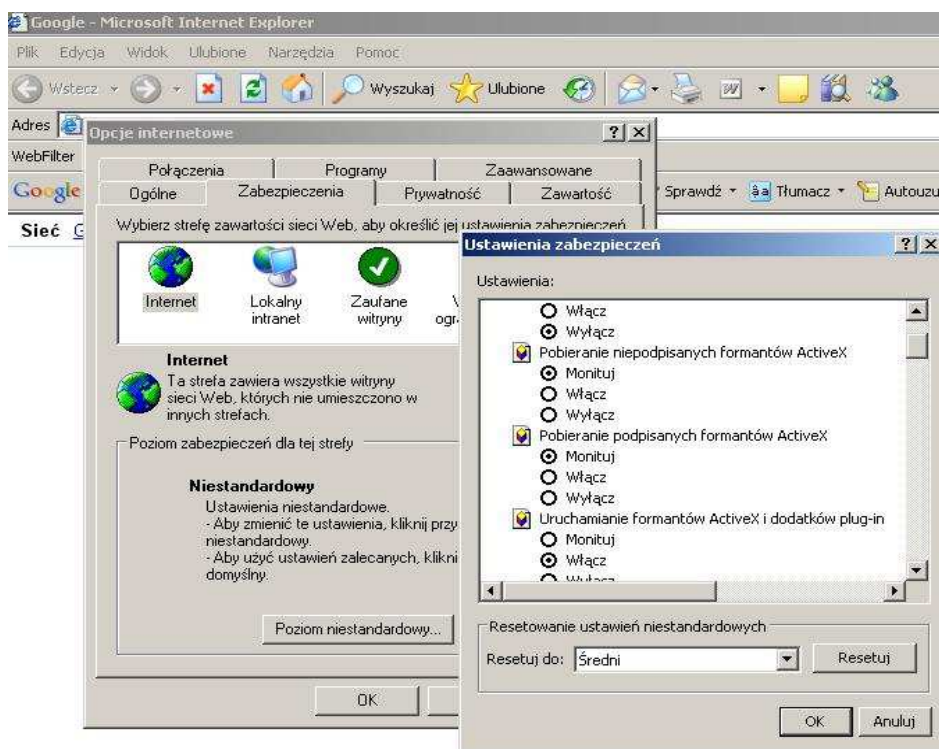 Google - Microsoft Internet Explorer
Plik Edycja Widok Ulubione Narzędzia Pomoc
Wstecz Wyszukaj Ulubione
Adres
Opcje internetowe
WebFilter
Połączenia Programy Zaawansowane
Google Sprawdź Tłumacz Autouzu
Ogólne Zabezpieczenia Prywatność Zawartość
Sieć G
Wybierz strefę zawartości sieci Web, aby określić jej ustawienia zabezpieczeń
Internet Lokalny intranet Zaufane witryny ogr
Internet
Ta strefa zawiera wszystkie witryny
sieci Web, których nie umieszczono w
innych strefach.
Poziom zabezpieczeń dla tej strefy
Niestandardowy
Ustawienia niestandardowe.
- Aby zmienić te ustawienia, kliknij przy
niestandardowy.
- Aby użyć ustawień zalecanych, klikni
domyślny.
Poziom niestandardowy...
OK
Ustawienia zabezpieczeń
Ustawienia:
Włącz
Wyłącz
Pobieranie niepodpisanych formantów ActiveX
Monituj
Włącz
Wyłącz
Pobieranie podpisanych formantów ActiveX
Monituj
Włącz
Wyłącz
Uruchamianie formantów ActiveX i dodatków plug-in
Monituj
Włącz
Wyłącz
Resetowanie ustawień niestandardowych
Resetuj do: Średni Resetuj
OK Anuluj